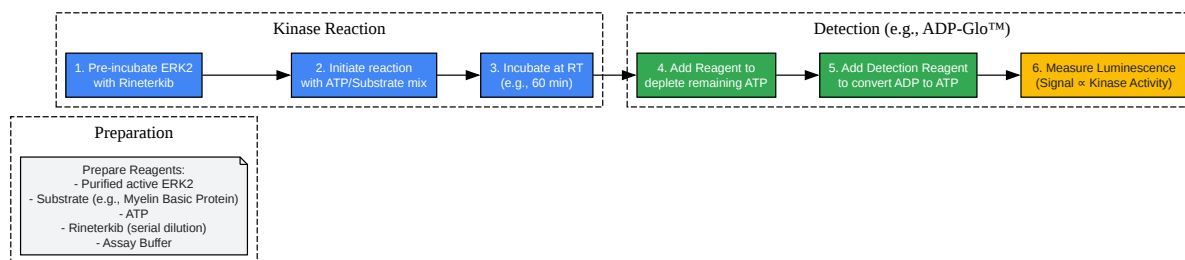 Kinase Reaction
1. Pre-incubate ERK2
with Rineterkib
2. Initiate reaction
with ATP/Substrate mix
3. Incubate at RT
(e.g., 60 min)
Detection (e.g., ADP-Glo™)
4. Add Reagent to
deplete remaining ATP
5. Add Detection Reagent
to convert ADP to ATP
6. Measure Luminescence
(Signal ∝ Kinase Activity)
Preparation
Prepare Reagents:
- Purified active ERK2
- Substrate (e.g., Myelin Basic Protein)
- ATP
- Rineterkib (serial dilution)
- Assay Buffer